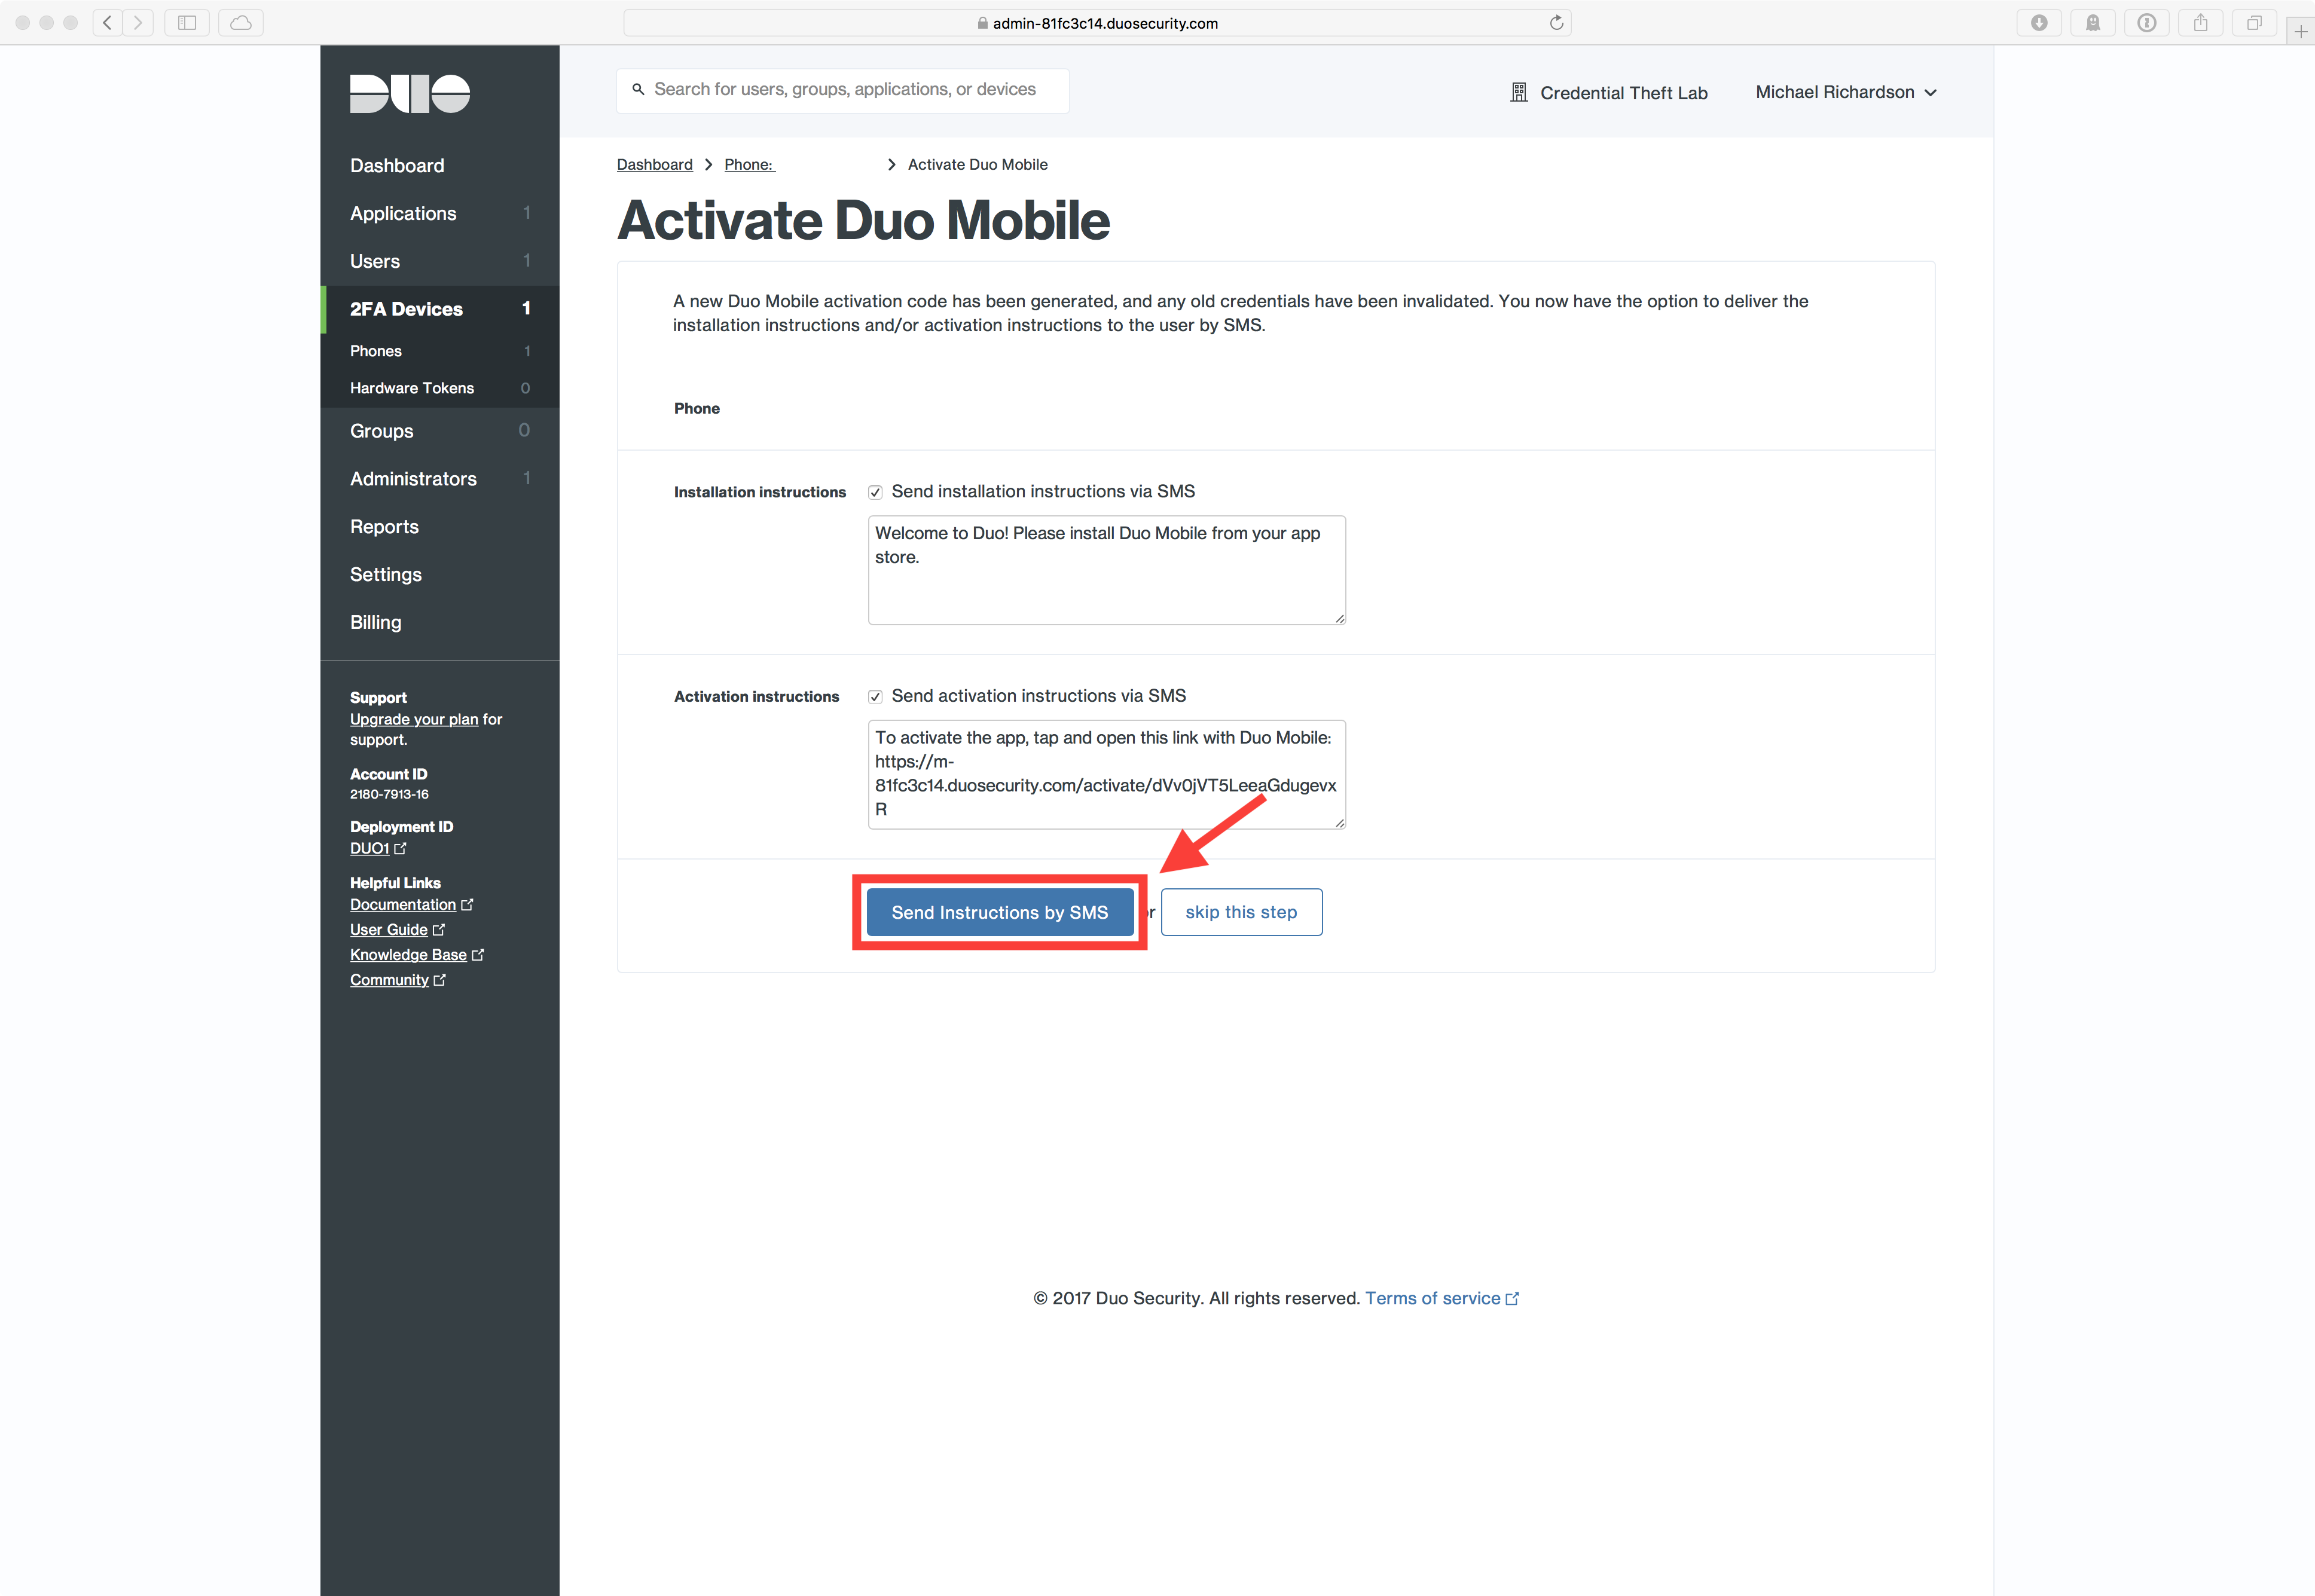 admin-81fc3c14.duosecurity.com
DUO
Search for users, groups, applications, or devices
Credential Theft Lab
Michael Richardson
Dashboard
Applications 1
Users 1
2FA Devices 1
Phones 1
Hardware Tokens 0
Groups 0
Administrators 1
Reports
Settings
Billing
Support
Upgrade your plan for
support.
Account ID
2180-7913-16
Deployment ID
DUO1
Helpful Links
Documentation
User Guide
Knowledge Base
Community
Dashboard > Phone: > Activate Duo Mobile
Activate Duo Mobile
A new Duo Mobile activation code has been generated, and any old credentials have been invalidated. You now have the option to deliver the
installation instructions and/or activation instructions to the user by SMS.
Phone
Installation instructions
Send installation instructions via SMS
Welcome to Duo! Please install Duo Mobile from your app
store.
Activation instructions
Send activation instructions via SMS
To activate the app, tap and open this link with Duo Mobile:
https://m-
81fc3c14.duosecurity.com/activate/dVv0jVT5LeeaGdugevx
R
Send Instructions by SMS
skip this step
© 2017 Duo Security. All rights reserved. Terms of service